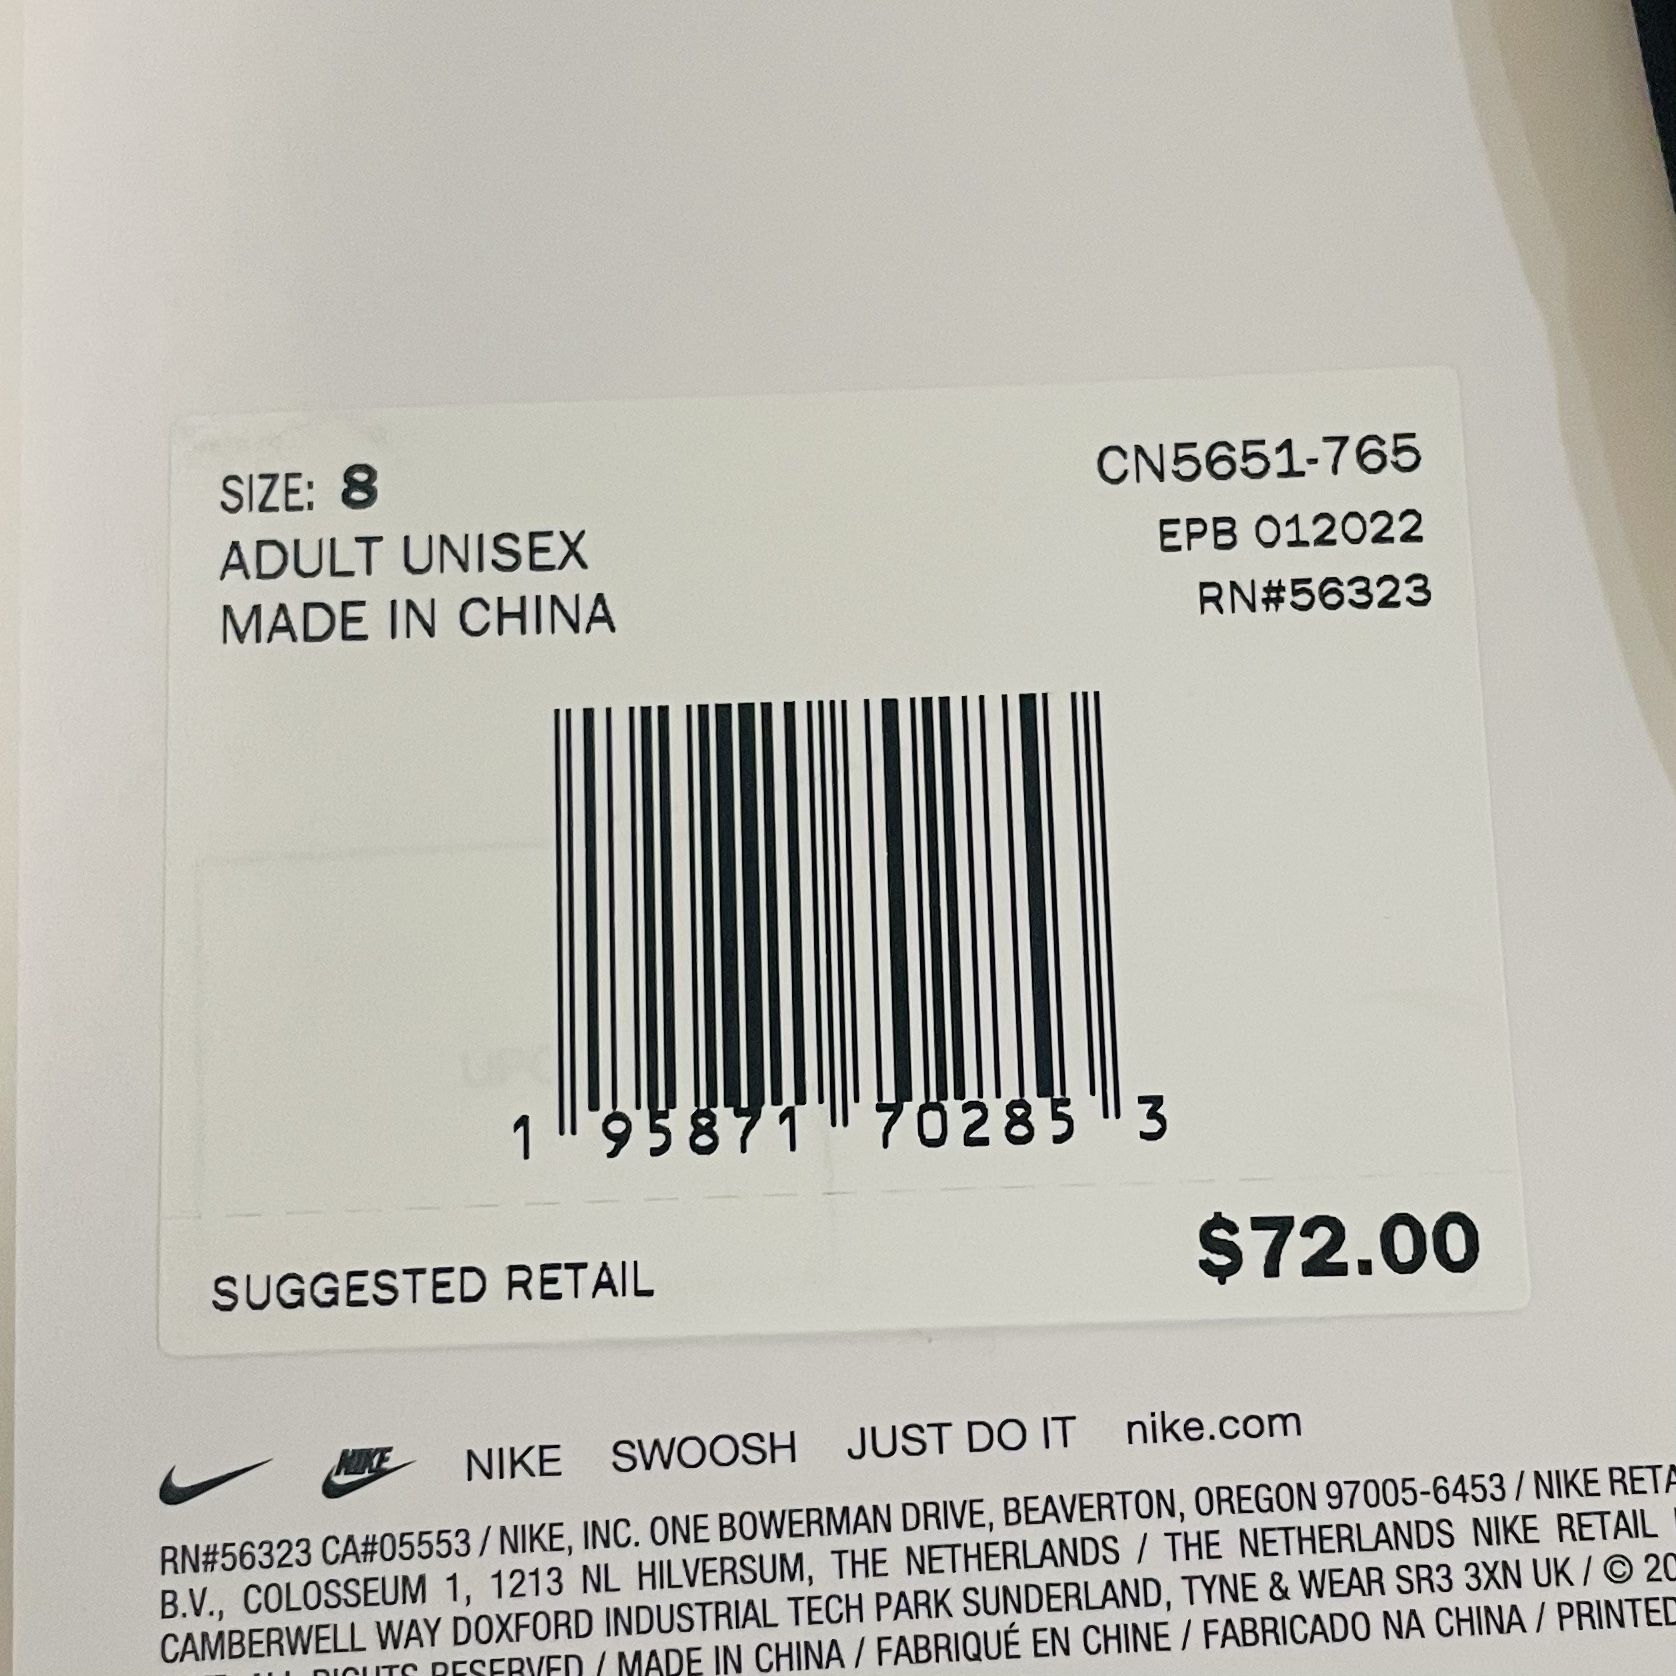 SIZE: 8
ADULT UNISEX
MADE IN CHINA
CN5651-765
EPB 012022
RN#56323
1 95871 70285 3
SUGGESTED RETAIL $72.00
NIKE NIKE SWOOSH JUST DO IT nike.com
RN#56323 CA#05553 / NIKE, INC. ONE BOWERMAN DRIVE, BEAVERTON, OREGON 97005-6453 / NIKE RETA
B.V., COLOSSEUM 1, 1213 NL HILVERSUM, THE NETHERLANDS / THE NETHERLANDS NIKE RETAIL
CAMBERWELL WAY DOXFORD INDUSTRIAL TECH PARK SUNDERLAND, TYNE & WEAR SR3 3XN UK / © 20
RIGHTS RESERVED / MADE IN CHINA / FABRIQUÉ EN CHINE / FABRICADO NA CHINA / PRINTED